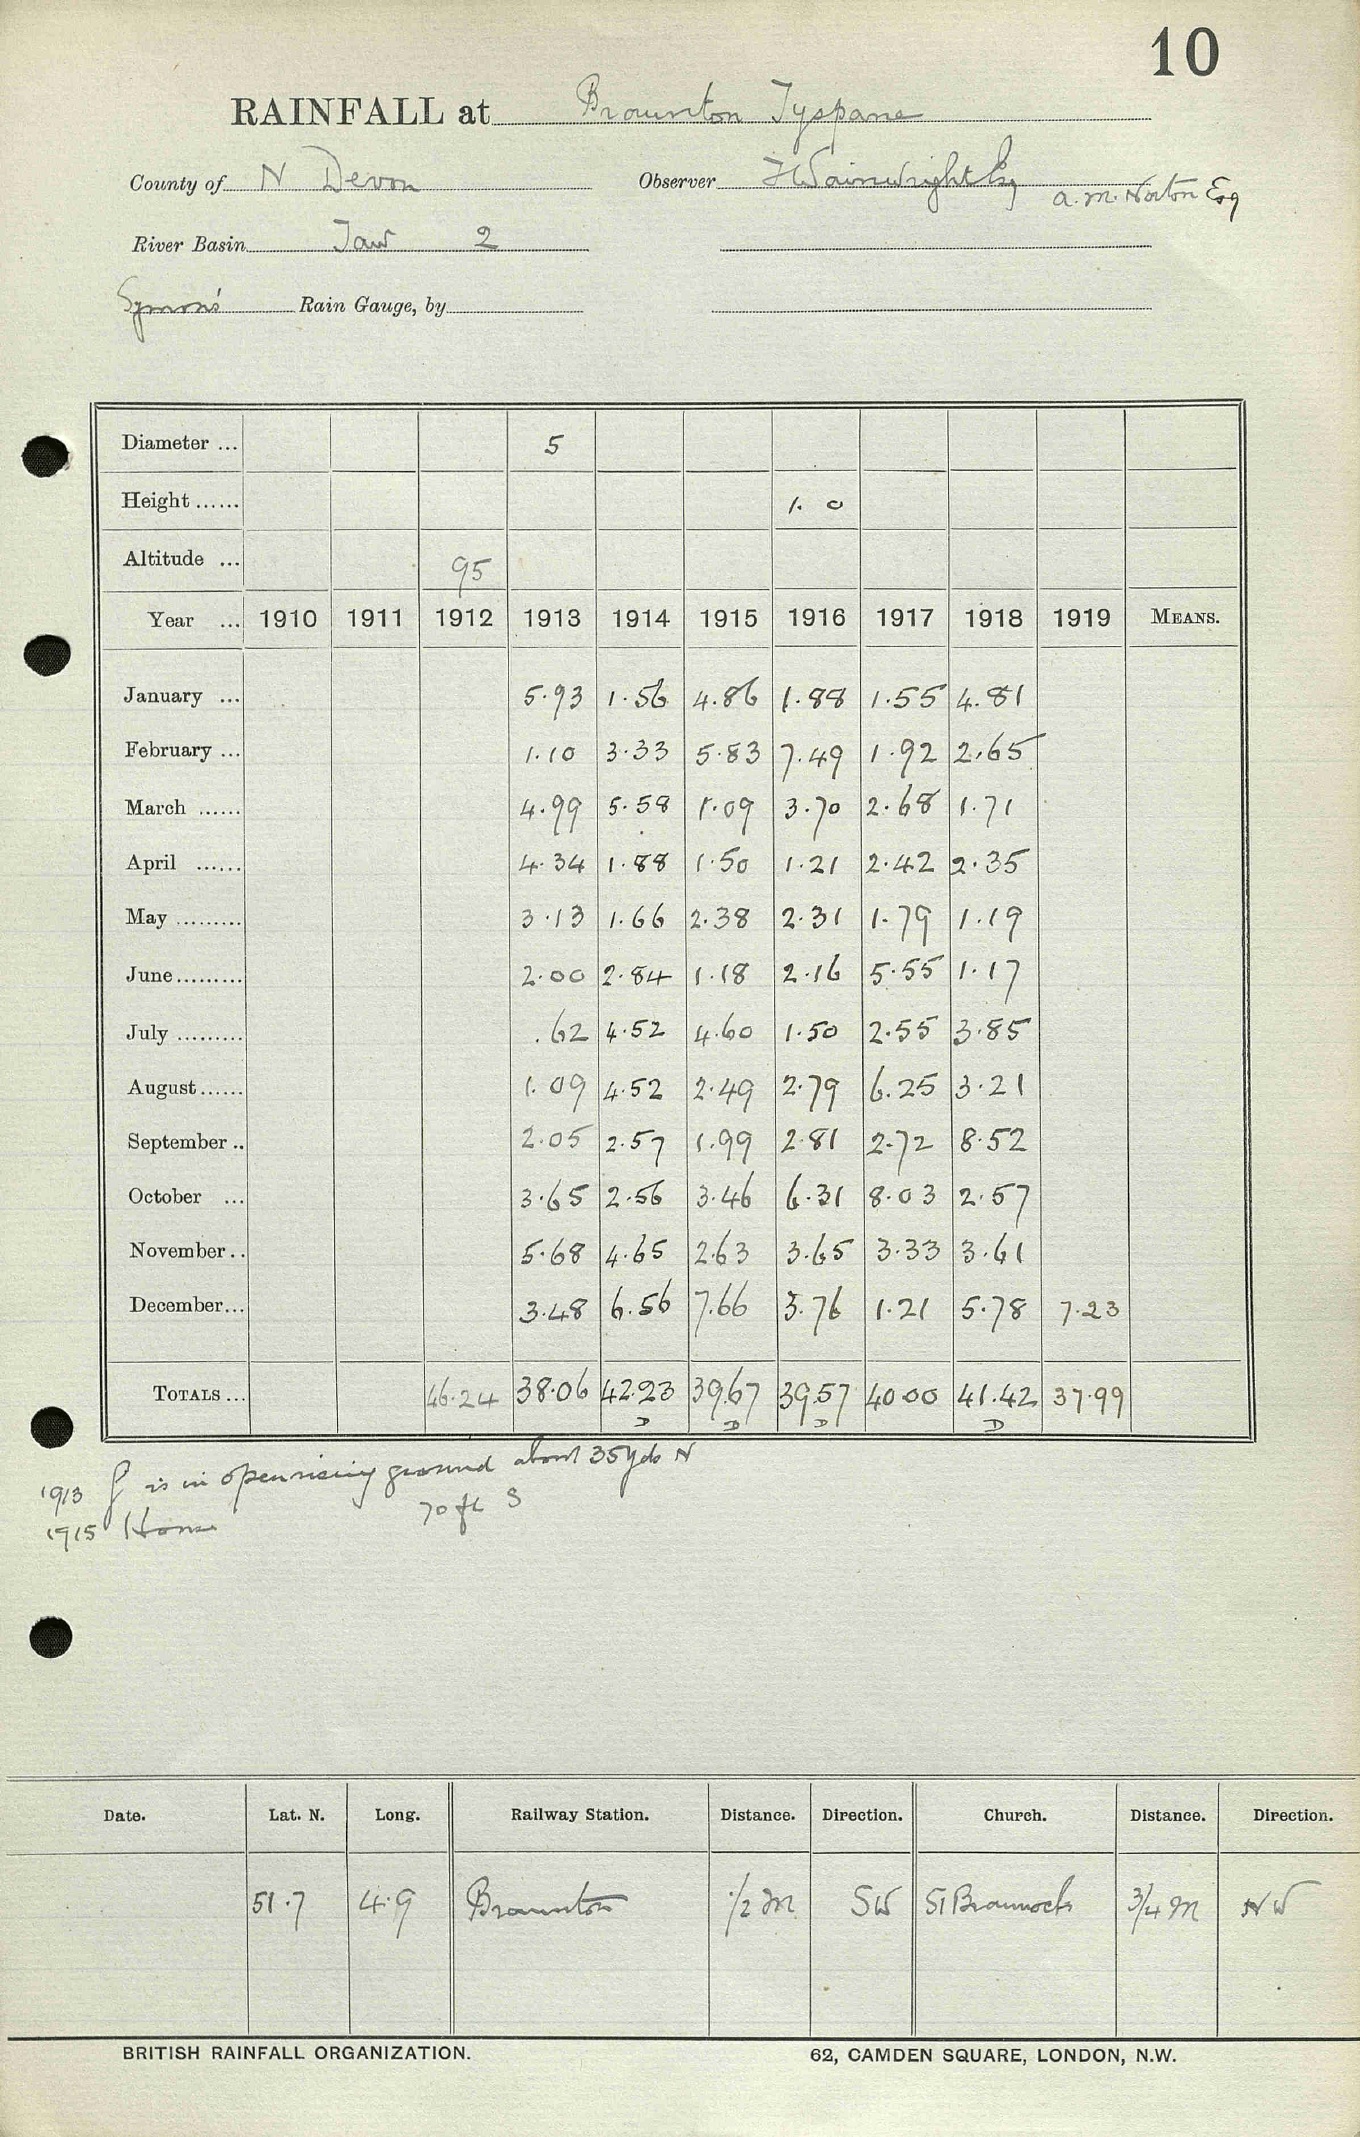 10
RAINFALL at Braunton Tyspane
County of N Devon Observer F Wainwright Esq a.m. Norton Esq
River Basin Taw 2
Symons' Rain Gauge, by
Diameter ... 5
Height ...... 1. 0
Altitude ... 95
Year ... 1910 1911 1912 1913 1914 1915 1916 1917 1918 1919 MEANS.
January ... 5.93 1.56 4.86 1.88 1.55 4.81
February ... 1.10 3.33 5.83 7.49 1.92 2.65
March ...... 4.99 5.58 1.09 3.70 2.68 1.71
April ...... 4.34 1.88 1.50 1.21 2.42 2.35
May ......... 3.13 1.66 2.38 2.31 1.79 1.19
June ......... 2.00 2.84 1.18 2.16 5.55 1.17
July ......... .62 4.52 4.60 1.50 2.55 3.85
August ...... 1.09 4.52 2.49 2.79 6.25 3.21
September .. 2.05 2.57 1.99 2.81 2.72 8.52
October ... 3.65 2.56 3.46 6.31 8.03 2.57
November .. 5.68 4.65 2.63 3.65 3.33 3.61
December ... 3.48 6.56 7.66 3.76 1.21 5.78 7.23
TOTALS ... 46.24 38.06 42.23 39.67 39.57 40.00 41.42 37.99
D D D D
1913 G is in open rising ground about 35 yds N
1915 House 70 ft S
Date. Lat. N. Long. Railway Station. Distance. Direction. Church. Distance. Direction.
51.7 4.9 Braunton 1/2 M SW St Brannocks 3/4 M NW
BRITISH RAINFALL ORGANIZATION. 62, CAMDEN SQUARE, LONDON, N.W.